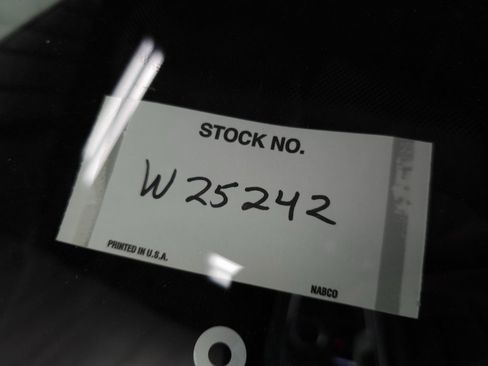 STOCK NO.
W25242
PRINTED IN U.S.A.
NABCO